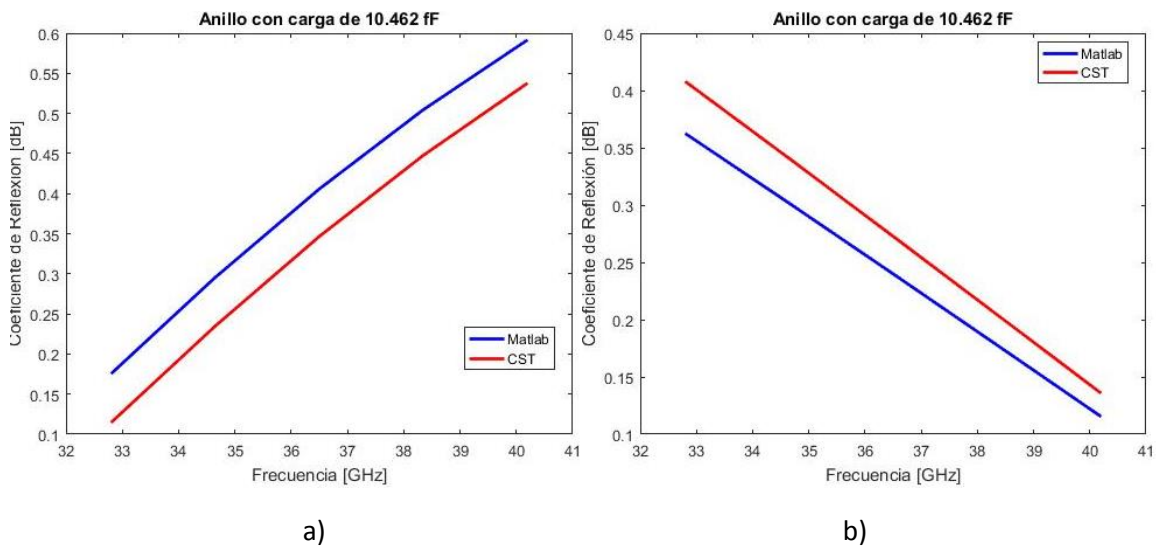 Anillo con carga de 10.462 fF
0.6
0.55
0.5
0.45
0.4
0.35
0.3
0.25
0.2
0.15
0.1
Coeficiente de Reflexión [dB]
Matlab
CST
32 33 34 35 36 37 38 39 40 41
Frecuencia [GHz]
a)
Anillo con carga de 10.462 fF
0.45
0.4
0.35
0.3
0.25
0.2
0.15
0.1
Coeficiente de Reflexión [dB]
Matlab
CST
32 33 34 35 36 37 38 39 40 41
Frecuencia [GHz]
b)